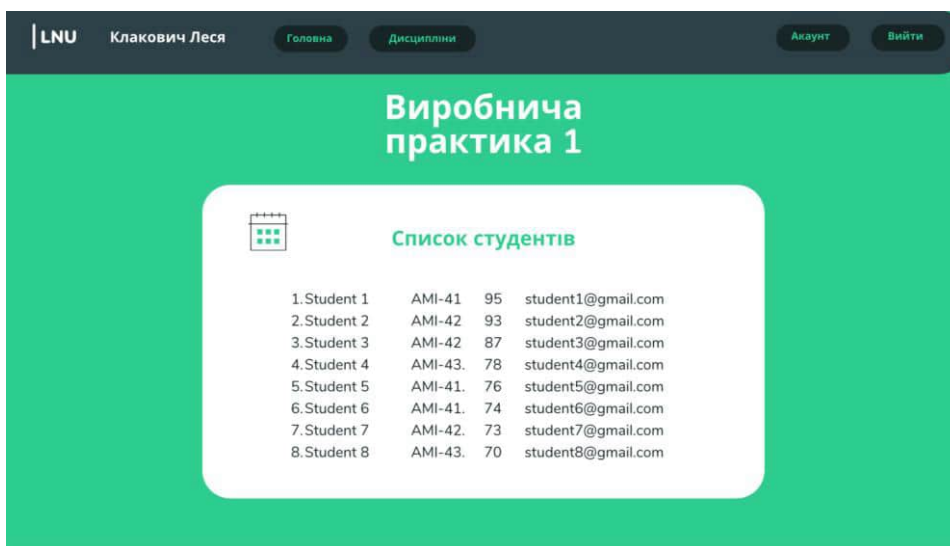 LNU Клакович Леся Головна Дисципліни Акаунт Вийти
Виробнича
практика 1
Список студентів
1. Student 1 AMI-41 95 student1@gmail.com
2. Student 2 AMI-42 93 student2@gmail.com
3. Student 3 AMI-42 87 student3@gmail.com
4. Student 4 AMI-43. 78 student4@gmail.com
5. Student 5 AMI-41. 76 student5@gmail.com
6. Student 6 AMI-41. 74 student6@gmail.com
7. Student 7 AMI-42. 73 student7@gmail.com
8. Student 8 AMI-43. 70 student8@gmail.com